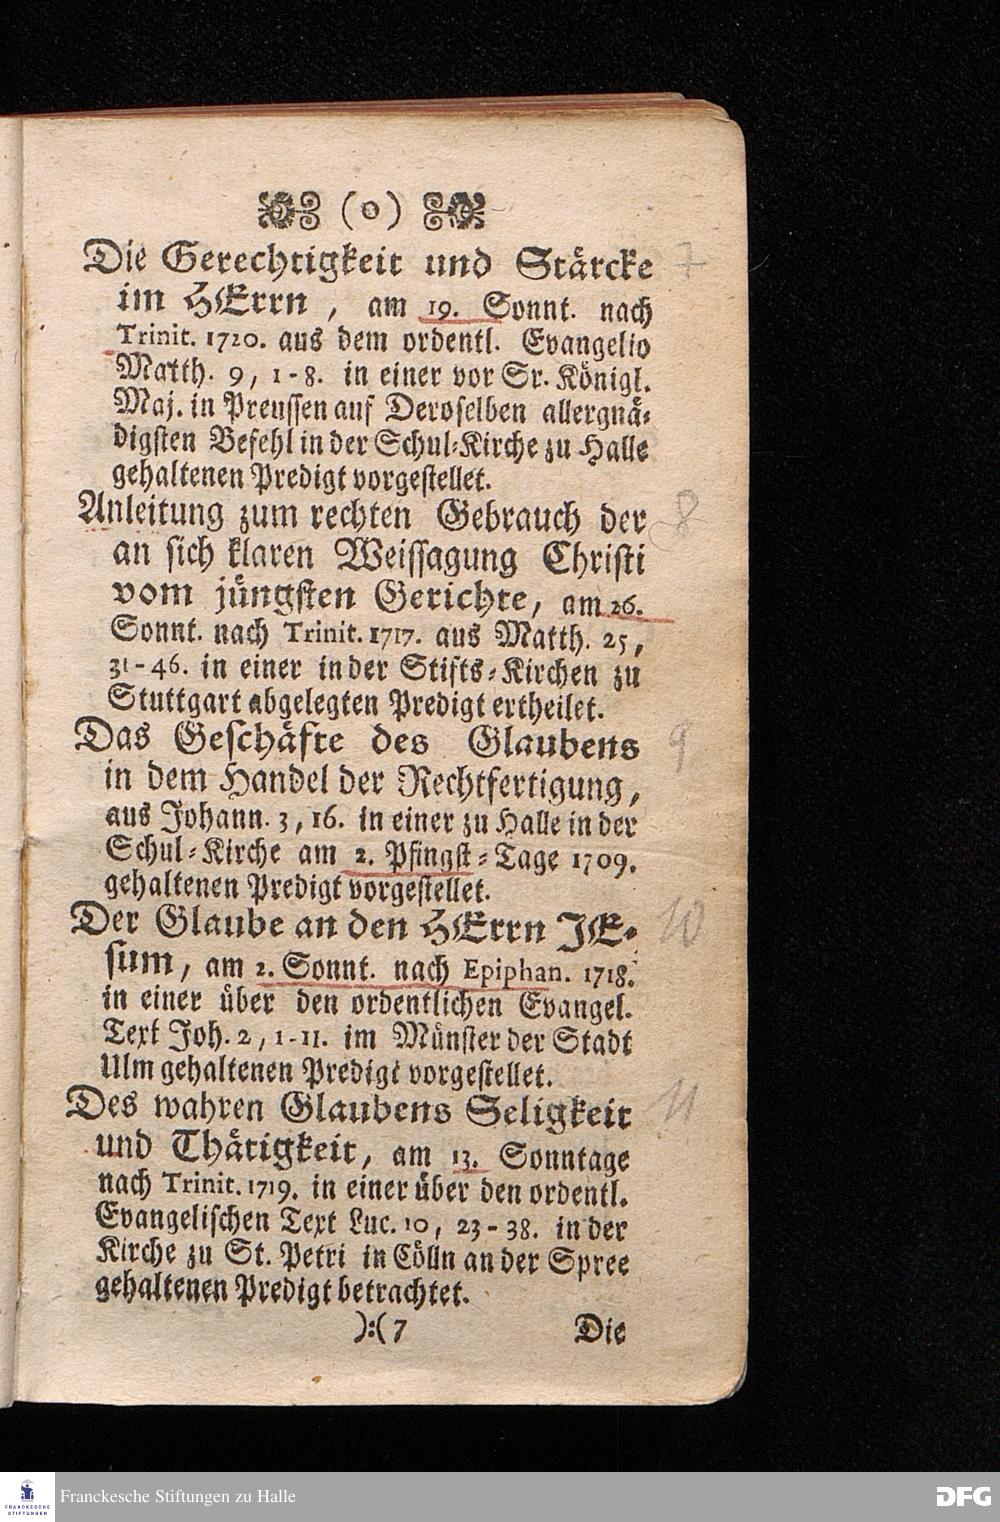 (o)
Die Gerechtigkeit und Stärcke
im HErrn, am 19. Sonnt. nach
Trinit. 1720. aus dem ordentl. Evangelio
Matth. 9, 1-8. in einer vor Sr. Königl.
Maj. in Preussen auf Deroselben allergnä-
digsten Befehl in der Schul-Kirche zu Halle
gehaltenen Predigt vorgestellet.
7
Anleitung zum rechten Gebrauch der
an sich klaren Weissagung Christi
vom jüngsten Gerichte, am 26.
Sonnt. nach Trinit. 1717. aus Matth. 25,
31-46. in einer in der Stifts-Kirchen zu
Stuttgart abgelegten Predigt ertheilet.
8
Das Geschäfte des Glaubens
in dem Handel der Rechtfertigung,
aus Johann. 3, 16. in einer zu Halle in der
Schul-Kirche am 2. Pfingst-Tage 1709.
gehaltenen Predigt vorgestellet.
9
Der Glaube an den HErrn JE-
sum, am 2. Sonnt. nach Epiphan. 1718.
in einer über den ordentlichen Evangel.
Text Joh. 2, 1-11. im Münster der Stadt
Ulm gehaltenen Predigt vorgestellet.
10
Des wahren Glaubens Seligkeit
und Thätigkeit, am 13. Sonntage
nach Trinit. 1719. in einer über den ordentl.
Evangelischen Text Luc. 10, 23-38. in der
Kirche zu St. Petri in Cölln an der Spree
gehaltenen Predigt betrachtet.
11
):( 7 Die
FRANCKESCHE
STIFTUNGEN
Franckesche Stiftungen zu Halle
DFG